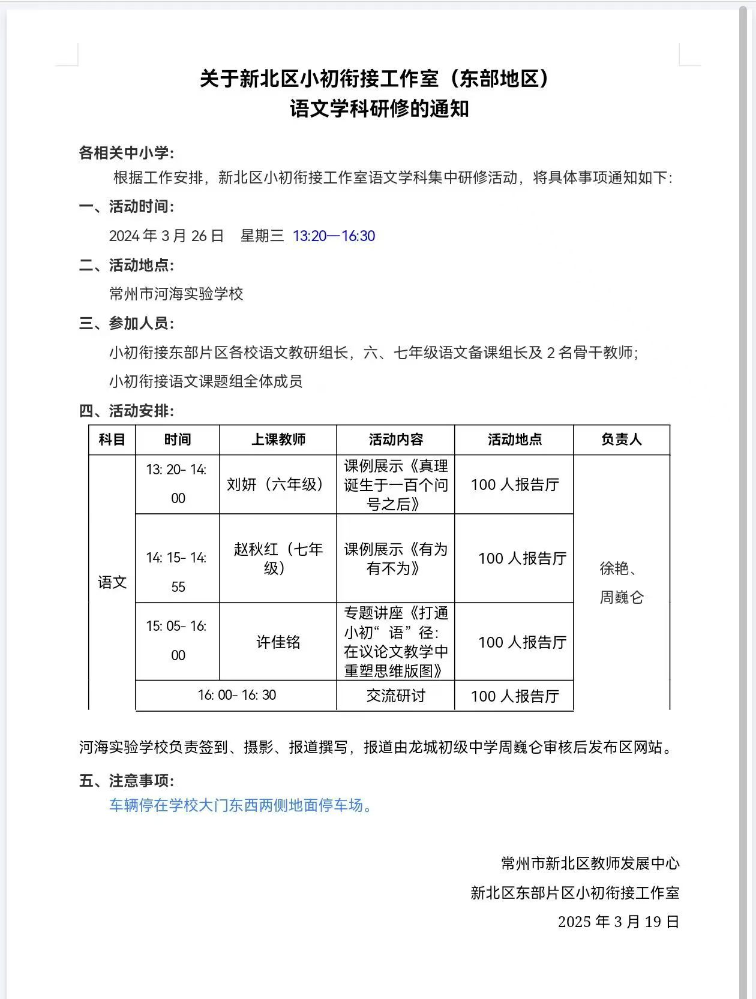 关于新北区小初衔接工作室（东部地区）
语文学科研修的通知
各相关中小学：
根据工作安排，新北区小初衔接工作室语文学科集中研修活动，将具体事项通知如下：
一、活动时间：
2024 年 3 月 26 日 星期三 13:20—16:30
二、活动地点：
常州市河海实验学校
三、参加人员：
小初衔接东部片区各校语文教研组长，六、七年级语文备课组长及 2 名骨干教师；
小初衔接语文课题组全体成员
四、活动安排：
科目 时间 上课教师 活动内容 活动地点 负责人
语文
13: 20- 14:
00
刘妍（六年级）
课例展示《真理
诞生于一百个问
号之后》
100 人报告厅
14: 15- 14:
55
赵秋红（七年
级）
课例展示《有为
有不为》
100 人报告厅
徐艳、
周巍仑
15: 05- 16:
00
许佳铭
专题讲座《打通
小初“语”径：
在议论文教学中
重塑思维版图》
100 人报告厅
16: 00- 16: 30 交流研讨 100 人报告厅
河海实验学校负责签到、摄影、报道撰写，报道由龙城初级中学周巍仑审核后发布区网站。
五、注意事项：
车辆停在学校大门东西两侧地面停车场。
常州市新北区教师发展中心
新北区东部片区小初衔接工作室
2025 年 3 月 19 日